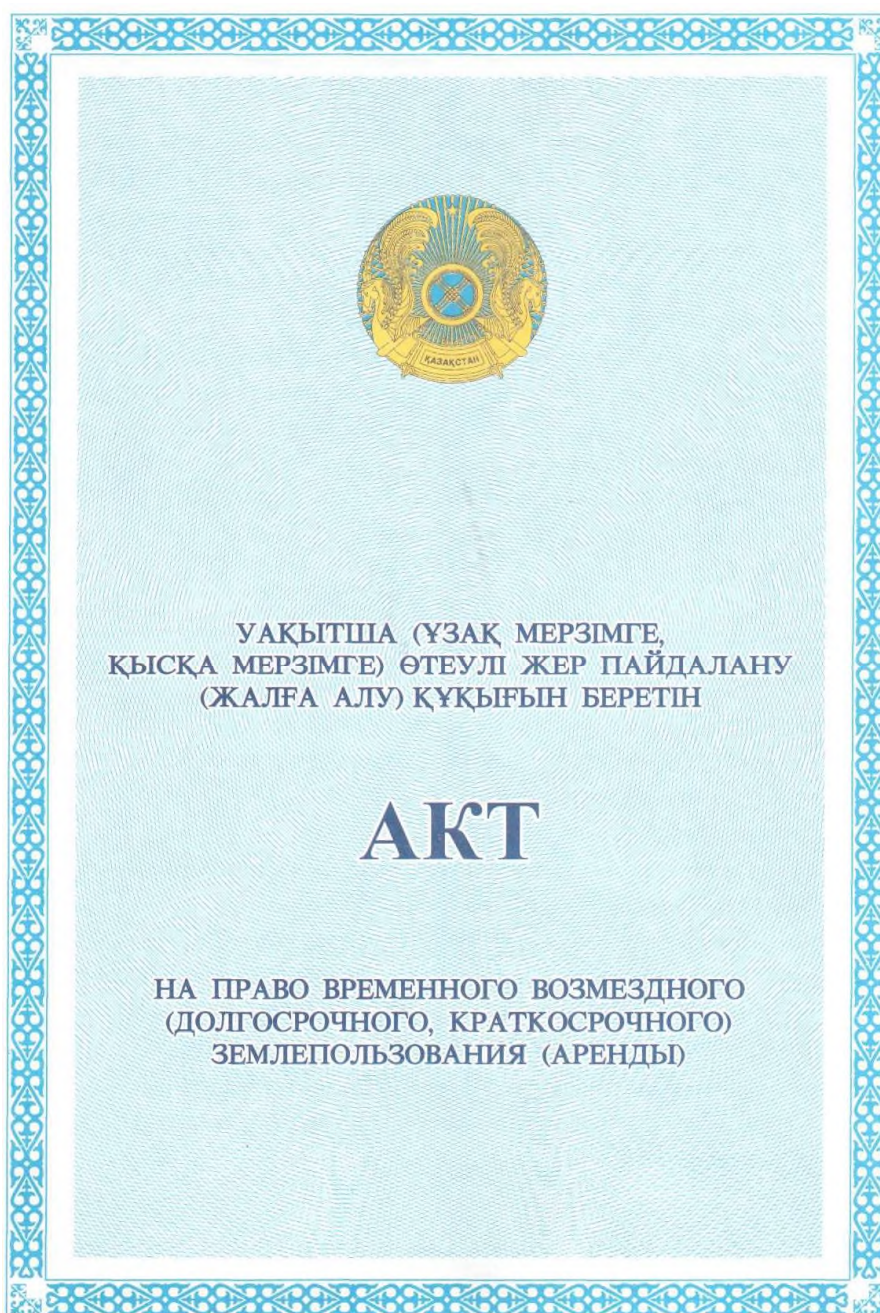 ҚАЗАҚСТАН
УАҚЫТША (ҰЗАҚ МЕРЗІМГЕ,
ҚЫСҚА МЕРЗІМГЕ) ӨТЕУЛІ ЖЕР ПАЙДАЛАНУ
(ЖАЛҒА АЛУ) ҚҰҚЫҒЫН БЕРЕТІН
АКТ
НА ПРАВО ВРЕМЕННОГО ВОЗМЕЗДНОГО
(ДОЛГОСРОЧНОГО, КРАТКОСРОЧНОГО)
ЗЕМЛЕПОЛЬЗОВАНИЯ (АРЕНДЫ)